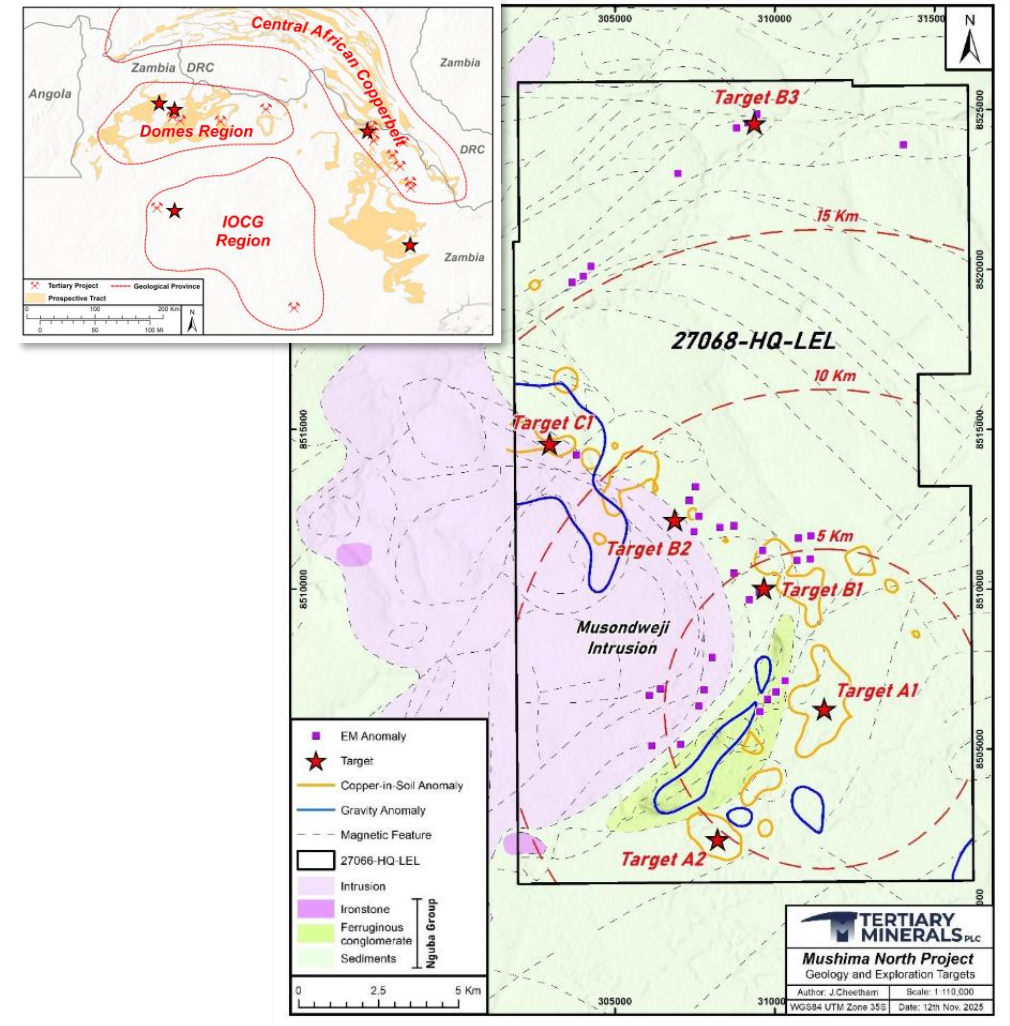 Central African Copperbelt
Zambia
DRC
Zambia
Angola
Domes Region
DRC
IOCG
Region
Zambia
Tertiary Project
Geological Province
Prospective Tract
0 100 200 Km
0 50 100 Mi
N
305000
310000
31500
N
Target B3
8525000
15 Km
8520000
27068-HQ-LEL
10 Km
Target C1
8515000
8515000
Target B2
5 Km
Target B1
8510000
8510000
Musondweji
Intrusion
Target A1
8505000
Target A2
EM Anomaly
Target
Copper-in-Soil Anomaly
Gravity Anomaly
Magnetic Feature
27066-HQ-LEL
Intrusion
Ironstone
Ferruginous
conglomerate
Sediments
Nguba Group
0 2.5 5 Km
305000
31000
TERTIARY
MINERALS PLC
Mushima North Project
Geology and Exploration Targets
Author: J.Cheetham
Scale: 1:110,000
WGS84 UTM Zone 35S
Date: 12th Nov. 2025